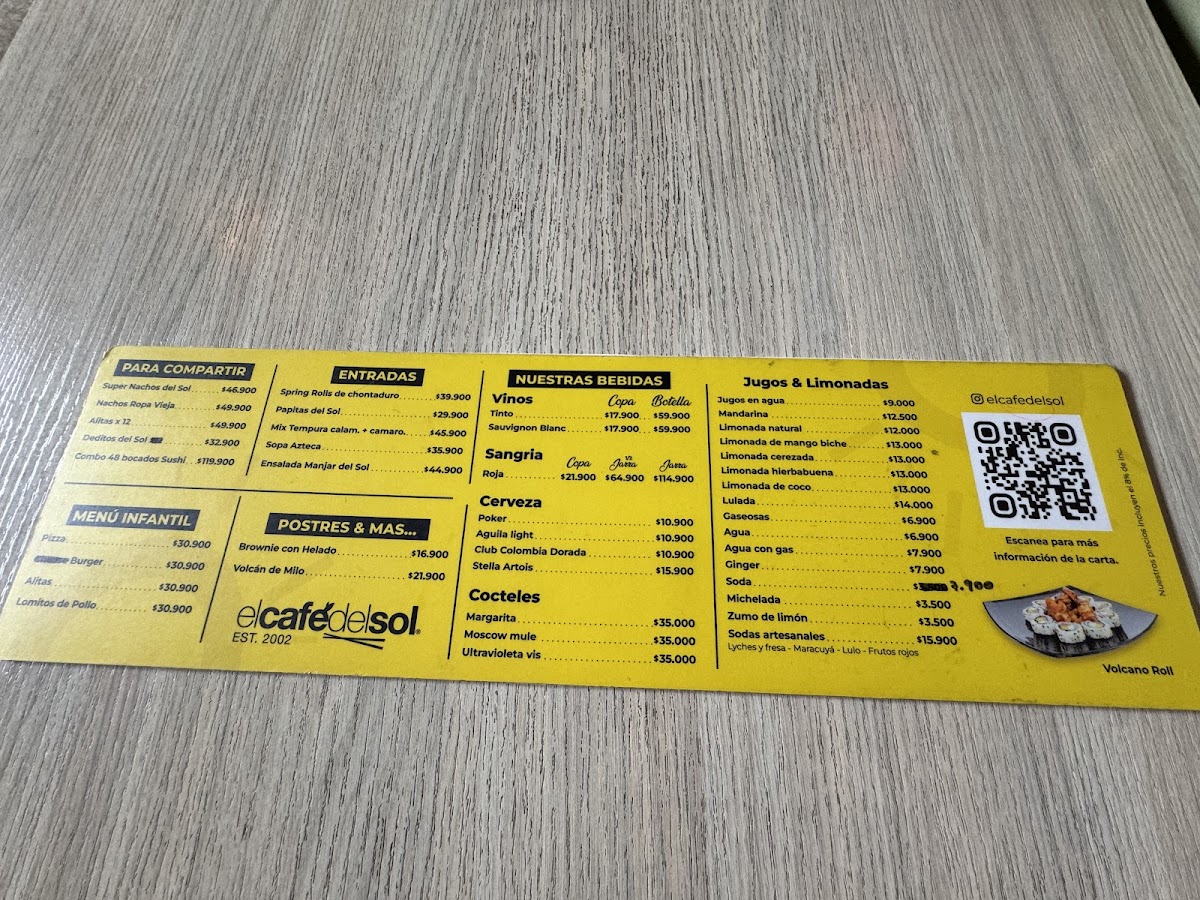 PARA COMPARTIR
Super Nachos del Sol $46.900
Nachos Ropa Vieja $49.900
Alitas x 12 $49.900
Deditos del Sol $32.900
Combo 48 bocados Sushi $119.900
MENÚ INFANTIL
Pizza $30.900
Burger $30.900
Alitas $30.900
Lomitos de Pollo $30.900
ENTRADAS
Spring Rolls de chontaduro $39.900
Papitas del Sol $29.900
Mix Tempura calam. + camaro. $45.900
Sopa Azteca $35.900
Ensalada Manjar del Sol $44.900
POSTRES & MAS...
Brownie con Helado $16.900
Volcán de Milo $21.900
elcafédelsol®
EST. 2002
NUESTRAS BEBIDAS
Vinos Copa Botella
Tinto $17.900 $59.900
Sauvignon Blanc $17.900 $59.900
Sangria Copa 1/2 Jarra Jarra
Roja $21.900 $64.900 $114.900
Cerveza
Poker $10.900
Aguila light $10.900
Club Colombia Dorada $10.900
Stella Artois $15.900
Cocteles
Margarita $35.000
Moscow mule $35.000
Ultravioleta vis $35.000
Jugos & Limonadas
Jugos en agua $9.000
Mandarina $12.500
Limonada natural $12.000
Limonada de mango biche $13.000
Limonada cerezada $13.000
Limonada hierbabuena $13.000
Limonada de coco $13.000
Lulada $14.000
Gaseosas $6.900
Agua $6.900
Agua con gas $7.900
Ginger $7.900
Soda $ 7.900
Michelada $3.500
Zumo de limón $3.500
Sodas artesanales $15.900
Lyches y fresa - Maracuyá - Lulo - Frutos rojos
elcafedelsol
Escanea para más
información de la carta.
Volcano Roll
Nuestros precios incluyen el 8% de Inc.